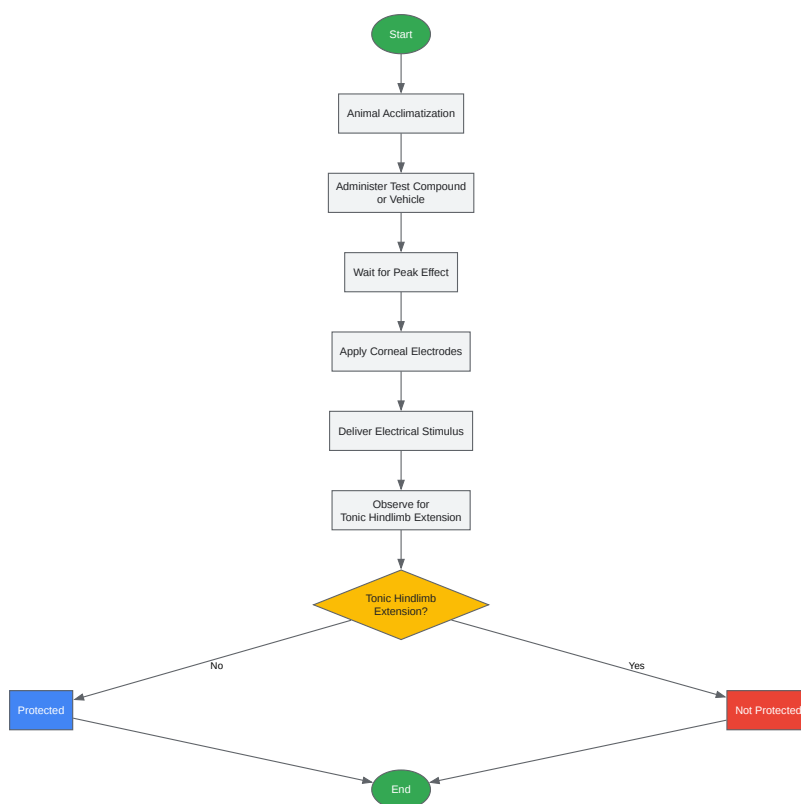 Start
Animal Acclimatization
Administer Test Compound
or Vehicle
Wait for Peak Effect
Apply Corneal Electrodes
Deliver Electrical Stimulus
Observe for
Tonic Hindlimb Extension
Tonic Hindlimb
Extension?
No
Yes
Protected
Not Protected
End